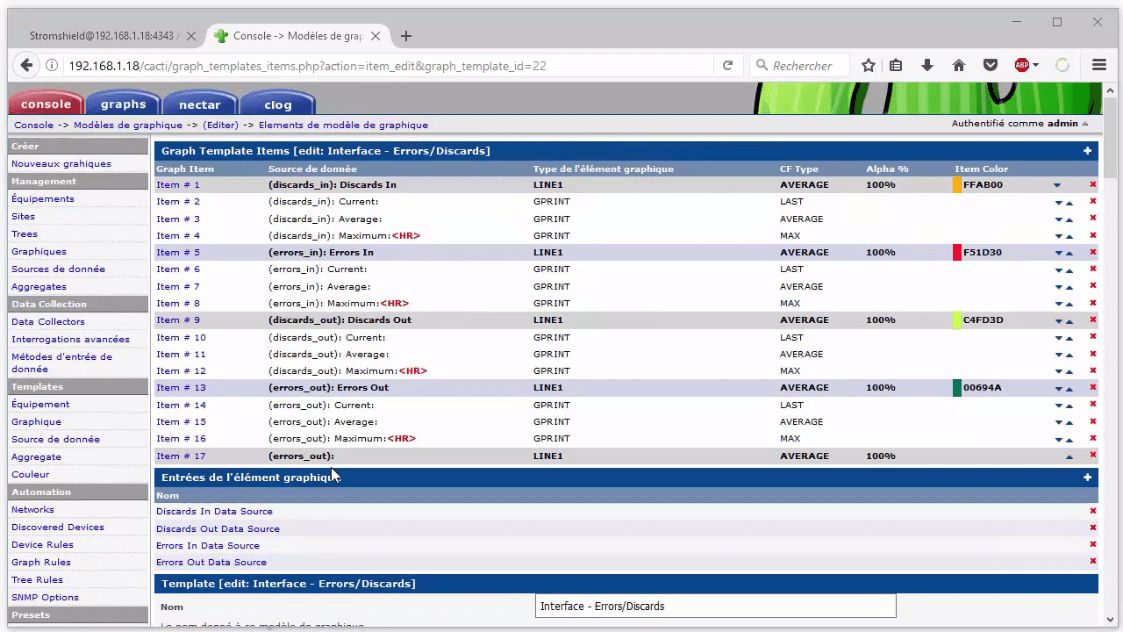 Stromshield@192.168.1.18:4343 /
Console -> Modèles de grap
192.168.1.18/cacti/graph_templates_items.php?action=item_edit&graph_template_id=22
Rechercher
ABP
console graphs nectar clog
Console -> Modèles de graphique -> (Editer) -> Elements de modèle de graphique
Authentifié comme admin
Créer
Nouveaux grahiques
Management
Équipements
Sites
Trees
Graphiques
Sources de donnée
Aggregates
Data Collection
Data Collectors
Interrogations avancées
Métodes d'entrée de
donnée
Templates
Équipement
Graphique
Source de donnée
Aggregate
Couleur
Automation
Networks
Discovered Devices
Device Rules
Graph Rules
Tree Rules
SNMP Options
Presets
Graph Template Items [edit: Interface - Errors/Discards]
Graph Item Source de donnée Type de l'élément graphique CF Type Alpha % Item Color
Item # 1 (discards_in): Discards In LINE1 AVERAGE 100% FFAB00
Item # 2 (discards_in): Current: GPRINT LAST
Item # 3 (discards_in): Average: GPRINT AVERAGE
Item # 4 (discards_in): Maximum:<HR> GPRINT MAX
Item # 5 (errors_in): Errors In LINE1 AVERAGE 100% F51D30
Item # 6 (errors_in): Current: GPRINT LAST
Item # 7 (errors_in): Average: GPRINT AVERAGE
Item # 8 (errors_in): Maximum:<HR> GPRINT MAX
Item # 9 (discards_out): Discards Out LINE1 AVERAGE 100% C4FD3D
Item # 10 (discards_out): Current: GPRINT LAST
Item # 11 (discards_out): Average: GPRINT AVERAGE
Item # 12 (discards_out): Maximum:<HR> GPRINT MAX
Item # 13 (errors_out): Errors Out LINE1 AVERAGE 100% 00694A
Item # 14 (errors_out): Current: GPRINT LAST
Item # 15 (errors_out): Average: GPRINT AVERAGE
Item # 16 (errors_out): Maximum:<HR> GPRINT MAX
Item # 17 (errors_out): LINE1 AVERAGE 100%
Entrées de l'élément graphique
Nom
Discards In Data Source
Discards Out Data Source
Errors In Data Source
Errors Out Data Source
Template [edit: Interface - Errors/Discards]
Nom Interface - Errors/Discards
Le nom donné à ce modèle de graphique